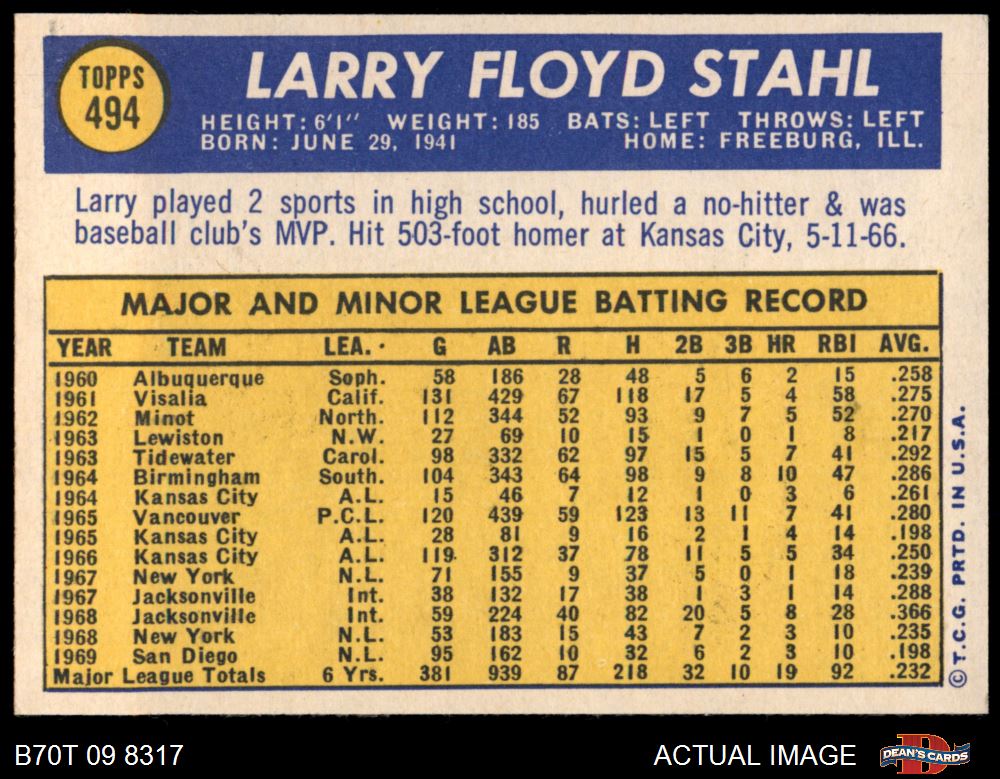 TOPPS
494
LARRY FLOYD STAHL
HEIGHT: 6'1" WEIGHT: 185 BATS: LEFT THROWS: LEFT
BORN: JUNE 29, 1941 HOME: FREEBURG, ILL.
Larry played 2 sports in high school, hurled a no-hitter & was
baseball club's MVP. Hit 503-foot homer at Kansas City, 5-11-66.
MAJOR AND MINOR LEAGUE BATTING RECORD
YEAR TEAM LEA. G AB R H 2B 3B HR RBI AVG.
1960 Albuquerque Soph. 58 186 28 48 5 6 2 15 .258
1961 Visalia Calif. 131 429 67 118 17 5 4 58 .275
1962 Minot North. 112 344 52 93 9 7 5 52 .270
1963 Lewiston N.W. 27 69 10 15 1 0 1 8 .217
1963 Tidewater Carol. 98 332 62 97 15 5 7 41 .292
1964 Birmingham South. 104 343 64 98 9 8 10 47 .286
1964 Kansas City A.L. 15 46 7 12 1 0 3 6 .261
1965 Vancouver P.C.L. 120 439 59 123 13 11 7 41 .280
1965 Kansas City A.L. 28 81 9 16 2 1 4 14 .198
1966 Kansas City A.L. 119 312 37 78 11 5 5 34 .250
1967 New York N.L. 71 155 9 37 5 0 1 18 .239
1967 Jacksonville Int. 38 132 17 38 1 3 1 14 .288
1968 Jacksonville Int. 59 224 40 82 20 5 8 28 .366
1968 New York N.L. 53 183 15 43 7 2 3 10 .235
1969 San Diego N.L. 95 162 10 32 6 2 3 10 .198
Major League Totals 6 Yrs. 381 939 87 218 32 10 19 92 .232
©T.C.G. PRTD. IN U.S.A.
B70T 09 8317 ACTUAL IMAGE DEAN'S CARDS